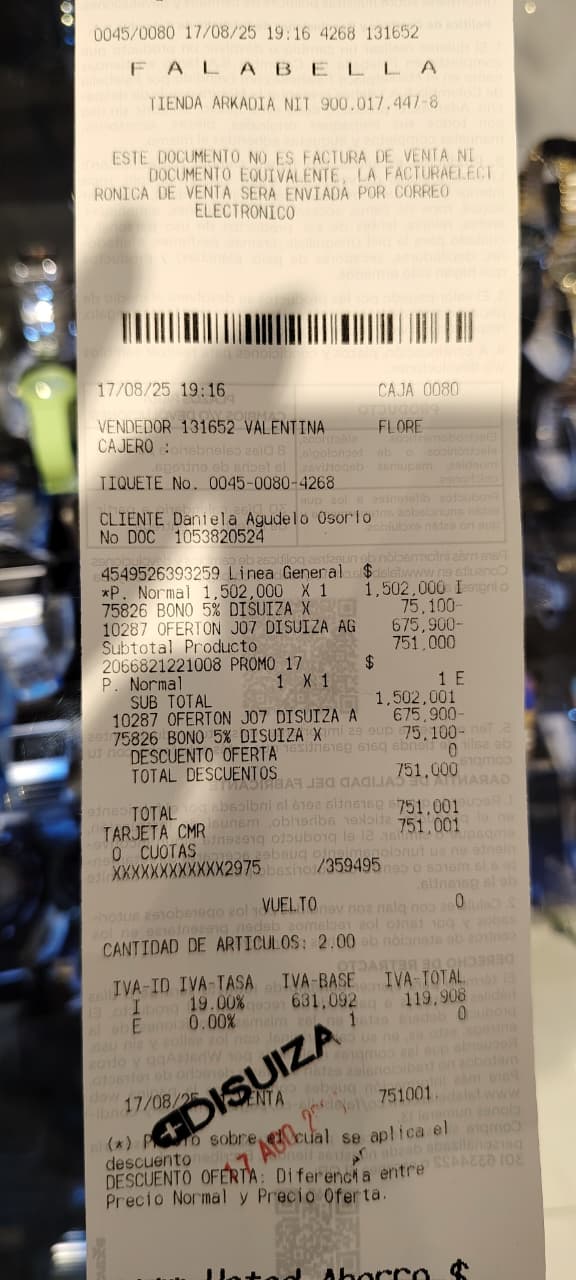 0045/0080 17/08/25 19:16 4268 131652
FALABELLA
TIENDA ARKADIA NIT 900.017.447-8
ESTE DOCUMENTO NO ES FACTURA DE VENTA NI
DOCUMENTO EQUIVALENTE, LA FACTURAELECT
RONICA DE VENTA SERA ENVIADA POR CORREO
ELECTRONICO
17/08/25 19:16 CAJA 0080
VENDEDOR 131652 VALENTINA FLORE
CAJERO :
TIQUETE No. 0045-0080-4268
CLIENTE Daniela Agudelo Osorio
No DOC 1053820524
4549526393259 Linea General $
*P. Normal 1,502,000 X 1 1,502,000 I
75826 BONO 5% DISUIZA X 75,100-
10287 OFERTON J07 DISUIZA AG 675,900-
Subtotal Producto 751,000
2066821221008 PROMO 17 $
P. Normal 1 X 1 1 E
SUB TOTAL 1,502,001
10287 OFERTON J07 DISUIZA A 675,900-
75826 BONO 5% DISUIZA X 75,100-
DESCUENTO OFERTA 0
TOTAL DESCUENTOS 751,000
TOTAL 751,001
TARJETA CMR 751,001
0 CUOTAS
XXXXXXXXXXXX2975 /359495
VUELTO 0
CANTIDAD DE ARTICULOS: 2.00
IVA-ID IVA-TASA IVA-BASE IVA-TOTAL
I 19.00% 631,092 119,908
E 0.00% 1 0
DISUIZA
17/08/25 751001.
17 AGO
(*) sobre el cual se aplica el
descuento
DESCUENTO OFERTA: Diferencia entre
Precio Normal y Precio Oferta.
Usted Ahorro $